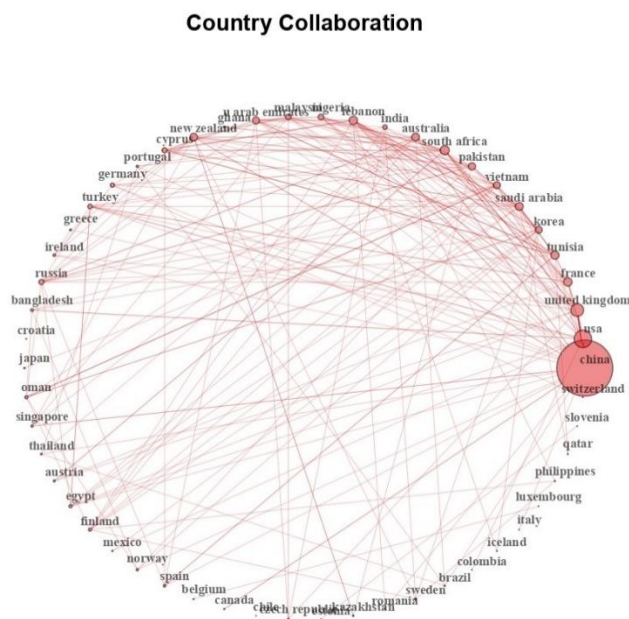 Country Collaboration
malaysia
nigeria
u arab emirates
lebanon
ghana
india
new zealand
australia
cyprus
south africa
portugal
pakistan
germany
vietnam
turkey
saudi arabia
greece
korea
ireland
tunisia
russia
france
bangladesh
united kingdom
croatia
usa
japan
china
oman
switzerland
singapore
slovenia
thailand
qatar
austria
philippines
egypt
luxembourg
finland
italy
mexico
iceland
norway
colombia
spain
brazil
belgium
sweden
canada
romania
chile
kazakhstan
czech republic
estonia